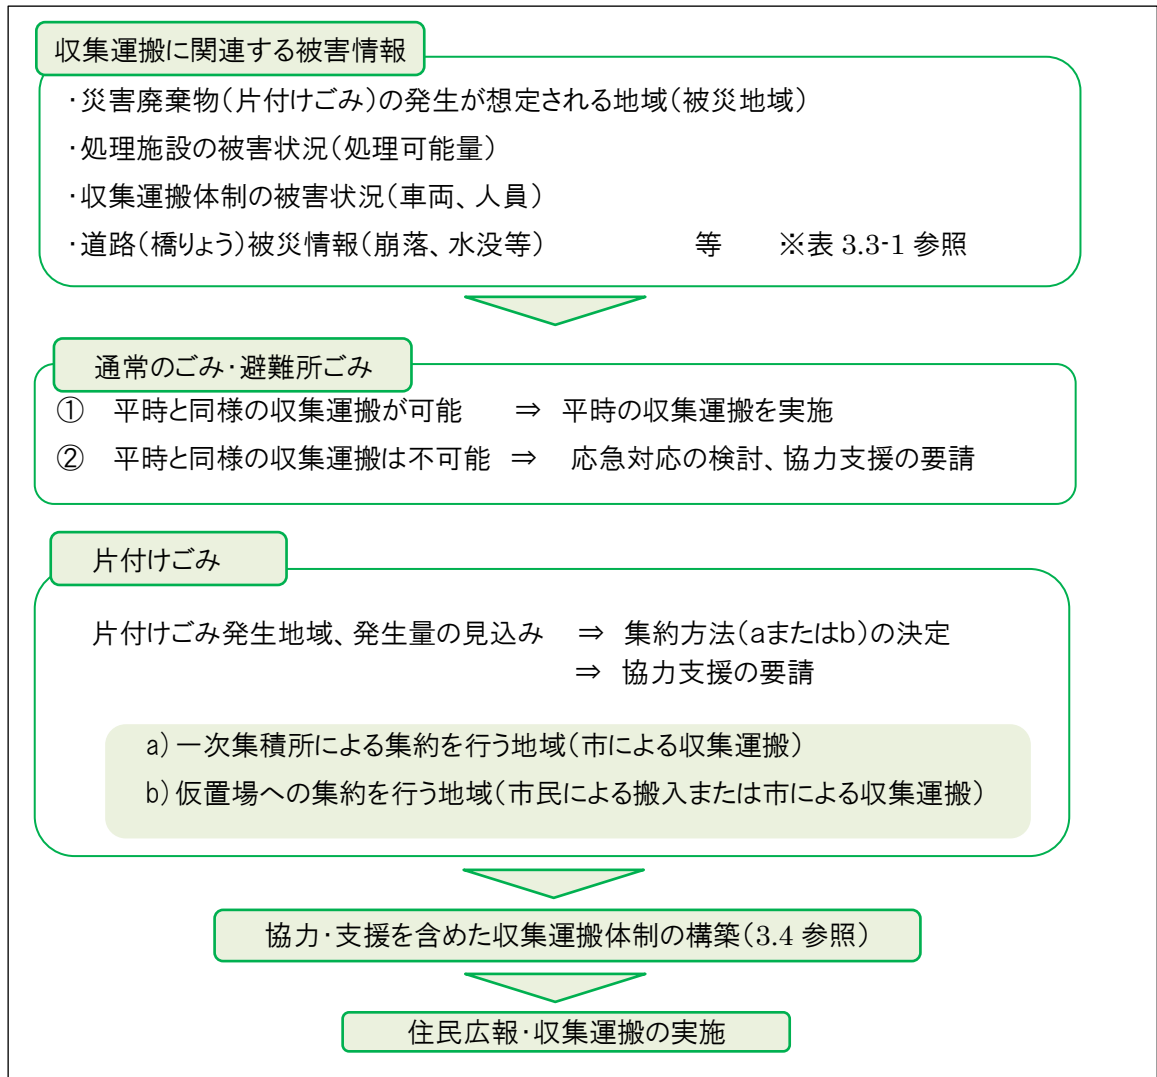 収集運搬に関連する被害情報
・災害廃棄物（片付けごみ）の発生が想定される地域（被災地域）
・処理施設の被害状況（処理可能量）
・収集運搬体制の被害状況（車両、人員）
・道路（橋りょう）被災情報（崩落、水没等）　　　　等　　※表 3.3-1 参照
通常のごみ・避難所ごみ
①　平時と同様の収集運搬が可能　　⇒　平時の収集運搬を実施
②　平時と同様の収集運搬は不可能　⇒　応急対応の検討、協力支援の要請
片付けごみ
片付けごみ発生地域、発生量の見込み　⇒　集約方法（aまたはb）の決定
⇒　協力支援の要請
a）一次集積所による集約を行う地域（市による収集運搬）
b）仮置場への集約を行う地域（市民による搬入または市による収集運搬）
協力・支援を含めた収集運搬体制の構築（3.4 参照）
住民広報・収集運搬の実施